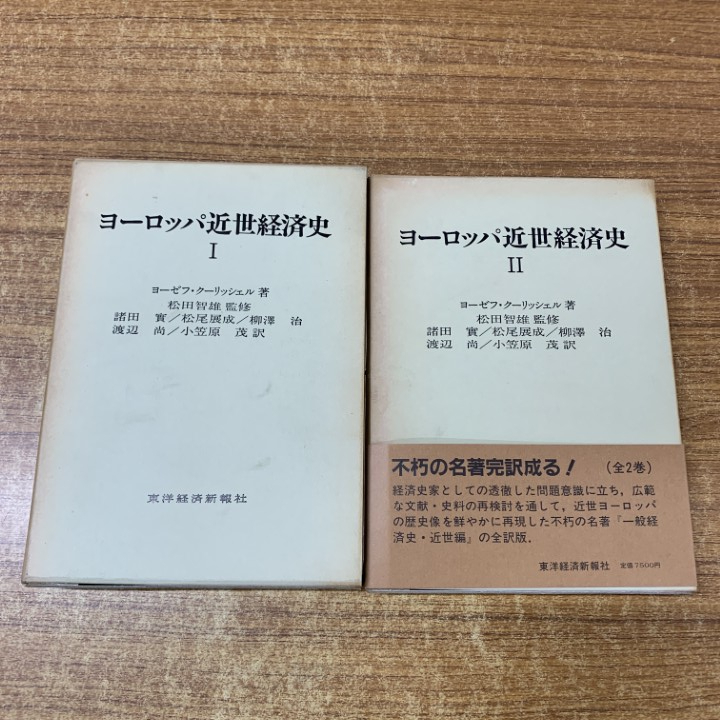 ヨーロッパ近世経済史
I
ヨーゼフ・クーリッシェル 著
松田智雄 監修
諸田 實／松尾展成／柳澤 治
渡辺 尚／小笠原 茂 訳
東洋経済新報社
ヨーロッパ近世経済史
II
ヨーゼフ・クーリッシェル 著
松田智雄 監修
諸田 實／松尾展成／柳澤 治
渡辺 尚／小笠原 茂 訳
不朽の名著完訳成る！ （全2巻）
経済史家としての透徹した問題意識に立ち，広範
な文献・史料の再検討を通して，近世ヨーロッパ
の歴史像を鮮やかに再現した不朽の名著『一般経
済史・近世編』の全訳版．
東洋経済新報社 定価7500円